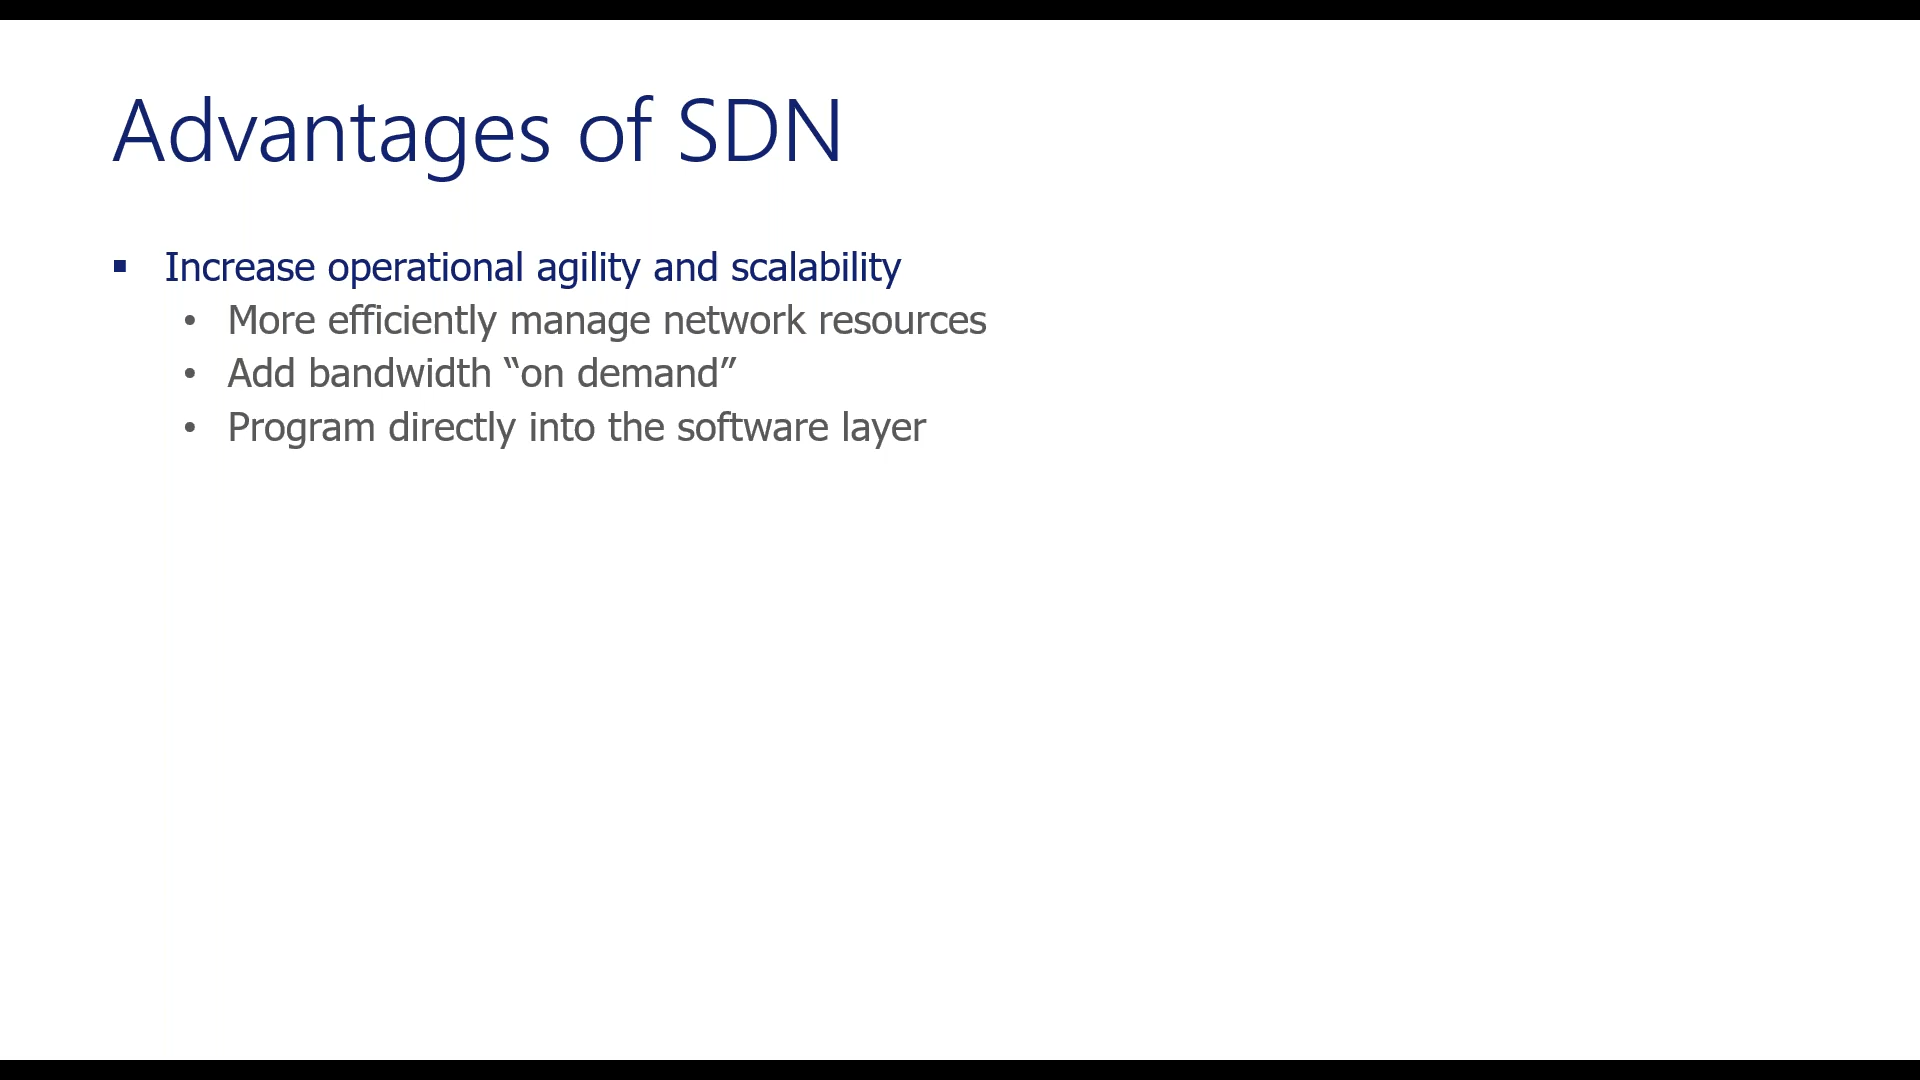 Advantages of SDN
▪ Increase operational agility and scalability
• More efficiently manage network resources
• Add bandwidth “on demand”
• Program directly into the software layer